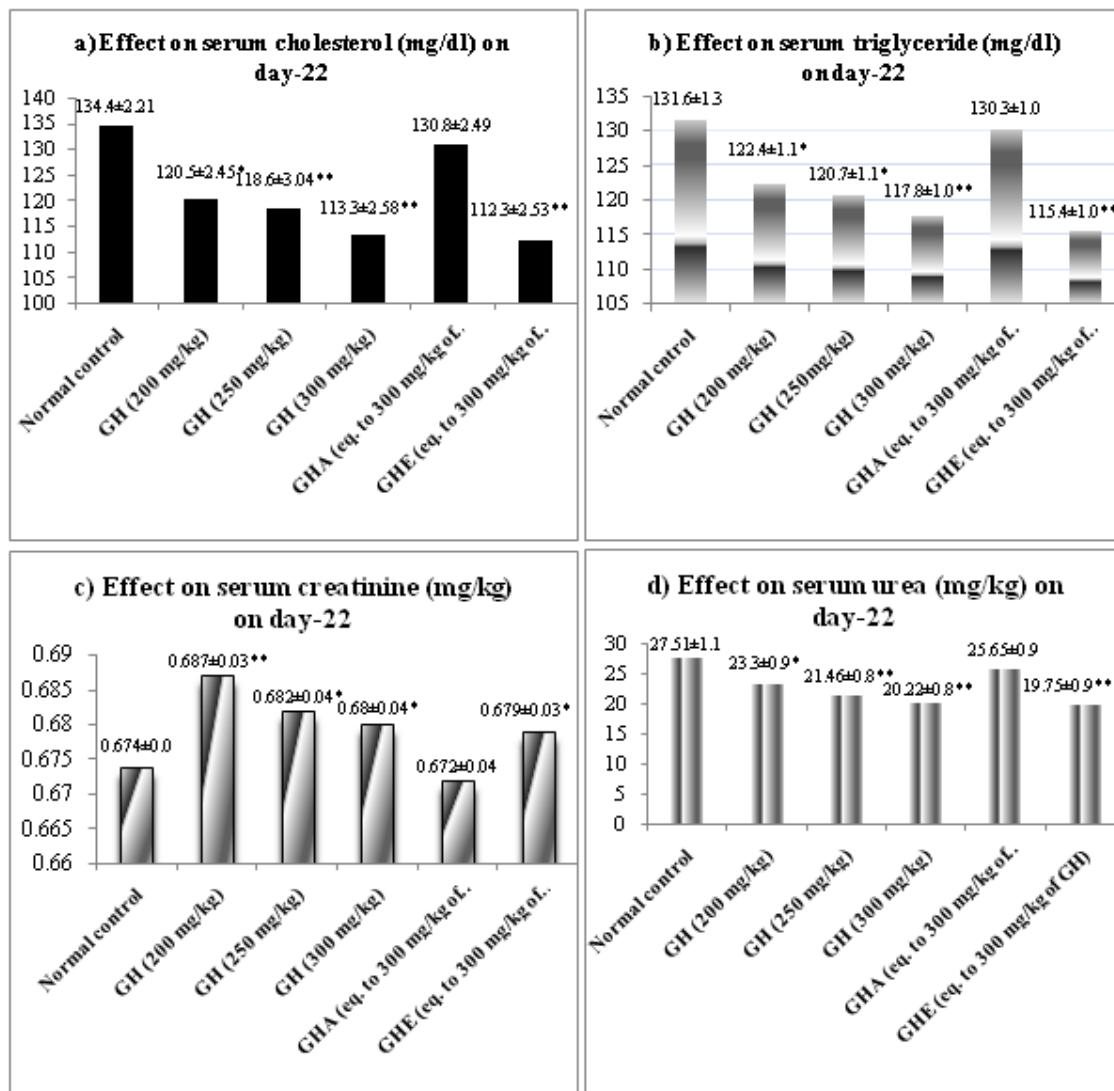 a) Effect on serum cholesterol (mg/dl) on
day-22
140
135
130
125
120
115
110
105
100
134.4±2.21
120.5±2.45*
118.6±3.04**
113.3±2.58**
130.8±2.49
112.3±2.53**
Normal control
GH (200 mg/kg)
GH (250 mg/kg)
GH (300 mg/kg)
GHA (eq. to 300 mg/kg of..
GHE (eq. to 300 mg/kg of..
b) Effect on serum triglyceride (mg/dl)
on day-22
135
130
125
120
115
110
105
131.6±1.3
122.4±1.1*
120.7±1.1*
117.8±1.0**
130.3±1.0
115.4±1.0**
Normal cntrol
GH (200 mg/kg)
GH (250mg/kg)
GH (300 mg/kg)
GHA (eq. to 300 mg/kg of..
GHE (eq. to 300 mg/kg of..
c) Effect on serum creatinine (mg/kg)
on day-22
0.69
0.685
0.68
0.675
0.67
0.665
0.66
0.674±0.0
0.687±0.03**
0.682±0.04*
0.68±0.04*
0.672±0.04
0.679±0.03*
Normal control
GH (200 mg/kg)
GH (250 mg/kg)
GH (300 mg/kg)
GHA (eq. to 300 mg/kg of..
GHE (eq. to 300 mg/kg of..
d) Effect on serum urea (mg/kg) on
day-22
30
25
20
15
10
5
0
27.51±1.1
23.3±0.9*
21.46±0.8**
20.22±0.8**
25.65±0.9
19.75±0.9**
Normal control
GH (200 mg/kg)
GH (250 mg/kg)
GH (300 mg/kg)
GHA (eq. to 300 mg/kg of..
GHE (eq. to 300 mg/kg of GH)